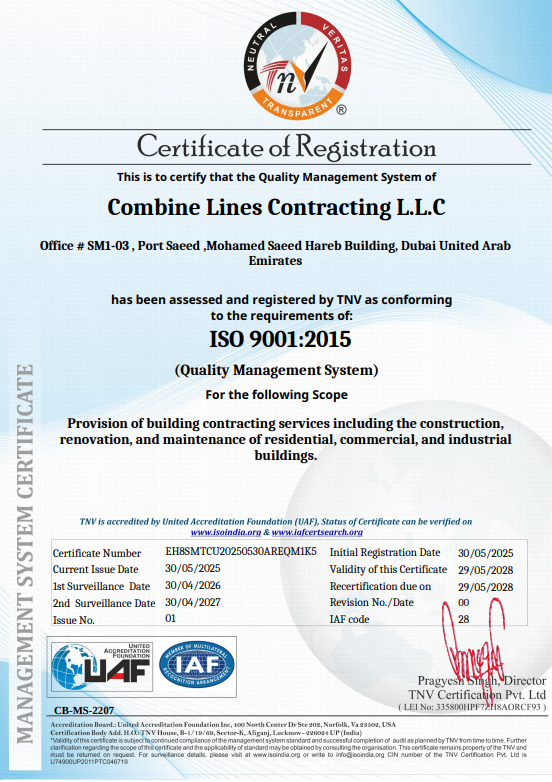 NEUTRAL
VERITAS
TnV
TRANSPARENT
®
Certificate of Registration
This is to certify that the Quality Management System of
Combine Lines Contracting L.L.C
Office # SM1-03 , Port Saeed ,Mohamed Saeed Hareb Building, Dubai United Arab
Emirates
has been assessed and registered by TNV as conforming
to the requirements of:
ISO 9001:2015
(Quality Management System)
For the following Scope
Provision of building contracting services including the construction,
renovation, and maintenance of residential, commercial, and industrial
buildings.
MANAGEMENT SYSTEM CERTIFICATE
TNV is accredited by United Accreditation Foundation (UAF), Status of Certificate can be verified on
www.isoindia.org & www.iafcertsearch.org
Certificate Number EH8SMTCU20250530AREQM1K5 Initial Registration Date 30/05/2025
Current Issue Date 30/05/2025 Validity of this Certificate 29/05/2028
1st Surveillance Date 30/04/2026 Recertification due on 29/05/2028
2nd Surveillance Date 30/04/2027 Revision No./Date 00
Issue No. 01 IAF code 28
UNITED
ACCREDITATION
FOUNDATION
UAF
MEMBER OF MULTILATERAL
IAF
RECOGNITION ARRANGEMENT
CB-MS-2207
Pragyesh Singh, Director
TNV Certification Pvt. Ltd
Accreditation Board.: United Accreditation Foundation Inc, 400 North Center Dr Ste 202, Norfolk, Va 23502, USA
Certification Body Add. H.O: TNV House, B-1/19/69, Sector-K, Aliganj, Lucknow - 226021 UP (India)
*Validity of this certificate is subject to continued compliance of the management system standard and successful completion of audit as planned by TNV from time to time. Further
clarification regarding the scope of this certificate and the applicability of standard may be obtained by consulting the organisation. This certificate remains property of the TNV and
must be returned on request. For surveillance details, please visit at www.isoindia.org or write to info@isoindia.org CIN number of the TNV Certification Pvt. Ltd is
U74900UP2011PTC046719